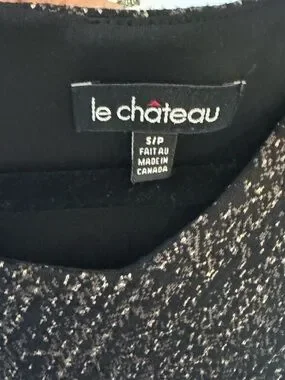 le château
S/P
FAIT AU
MADE IN
CANADA